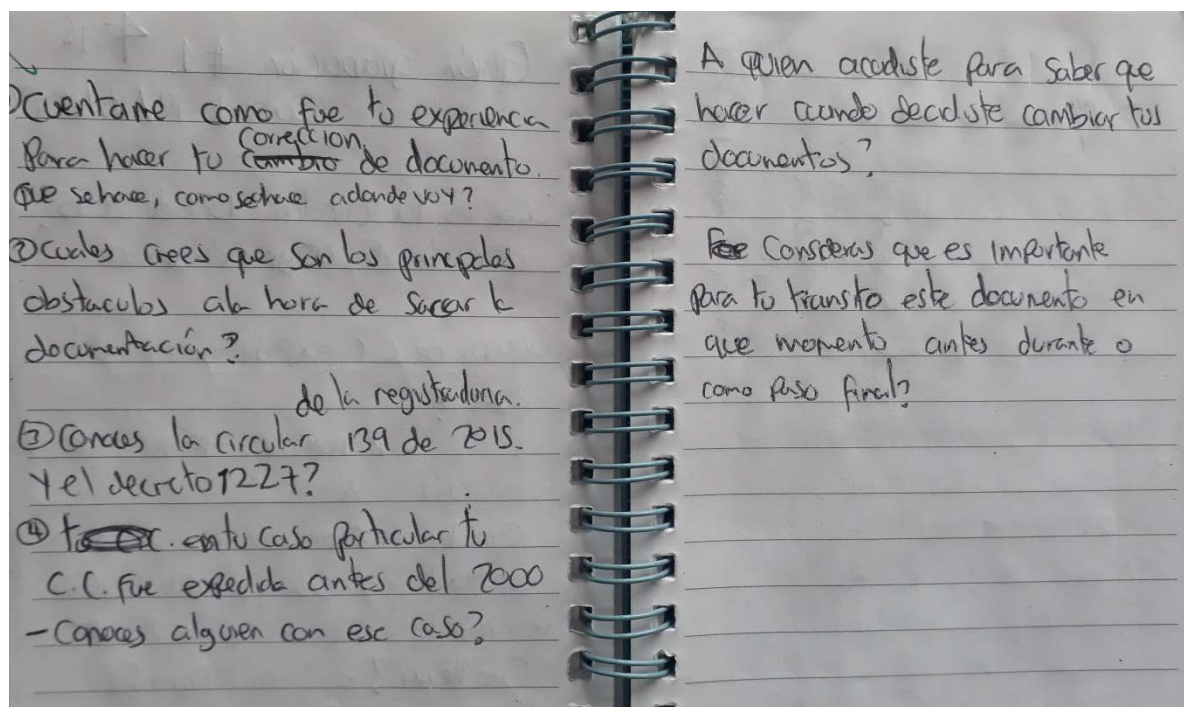 1) Cuentame como fue tu experiencia
Para hacer tu Corrección de documento.
Que se hace, como se hace adonde voy?
② Cuales crees que son los principales
obstaculos ala hora de sacar la
documentación?
de la registraduria.
③ Conoces la circular 139 de 2015.
Y el decreto 1227?
④ en tu caso particular tu
C.C. Fue expedida antes del 2000
- Conoces alguien con ese caso?
A quien acudiste para saber que
hacer cuando decidiste cambiar tus
documentos?
Consideras que es importante
para tu transito este documento en
que momento antes durante o
como paso final?